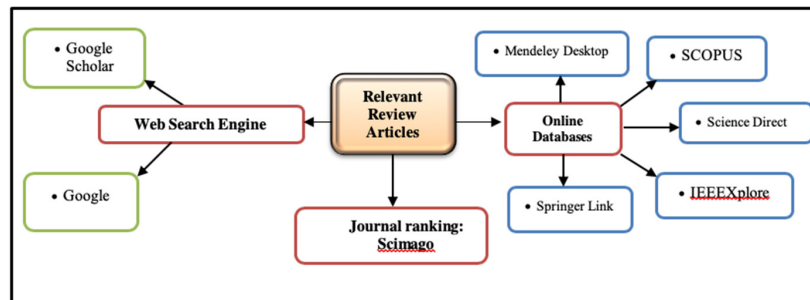 • Google
Scholar
• Mendeley Desktop
• SCOPUS
Relevant
Review
Articles
Web Search Engine
Online
Databases
• Science Direct
• Google
• Springer Link
• IEEEXplore
Journal ranking:
Scimago